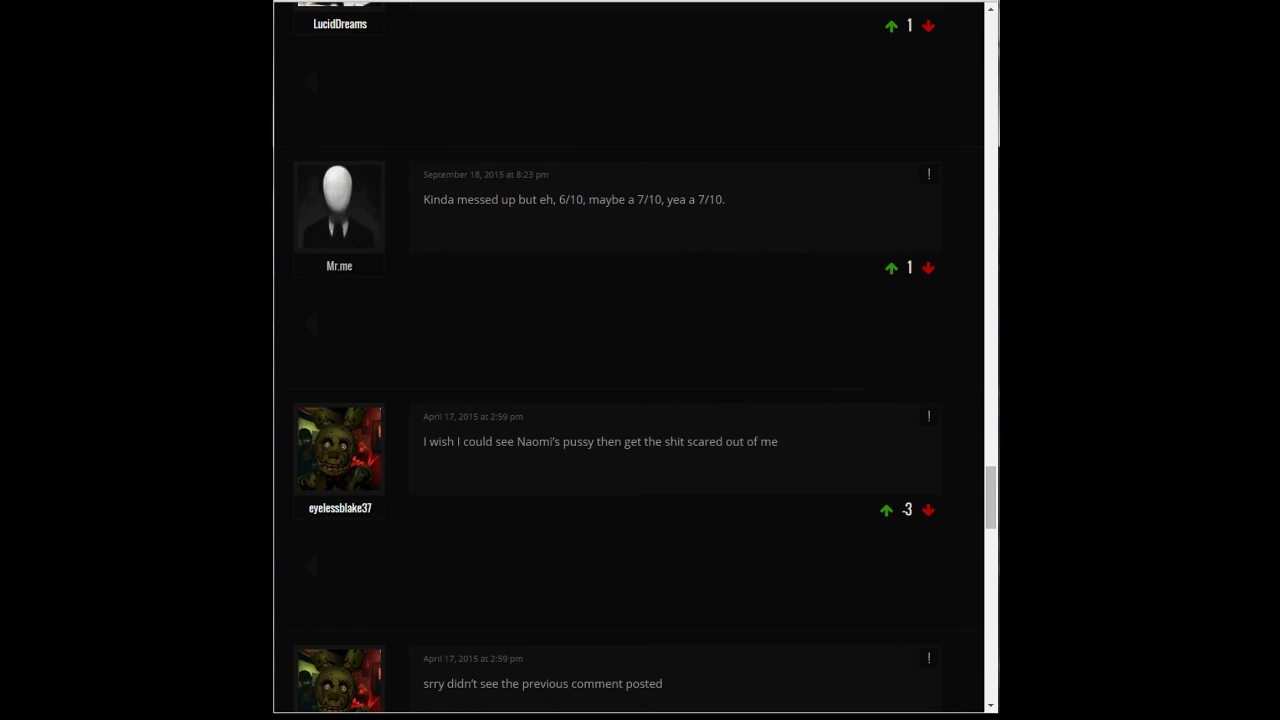 LucidDreams
1
September 18, 2015 at 8:23 pm
!
Kinda messed up but eh, 6/10, maybe a 7/10, yea a 7/10.
Mr.me
1
April 17, 2015 at 2:59 pm
!
I wish I could see Naomi's pussy then get the shit scared out of me
eyelessblake37
-3
April 17, 2015 at 2:59 pm
!
srry didn't see the previous comment posted